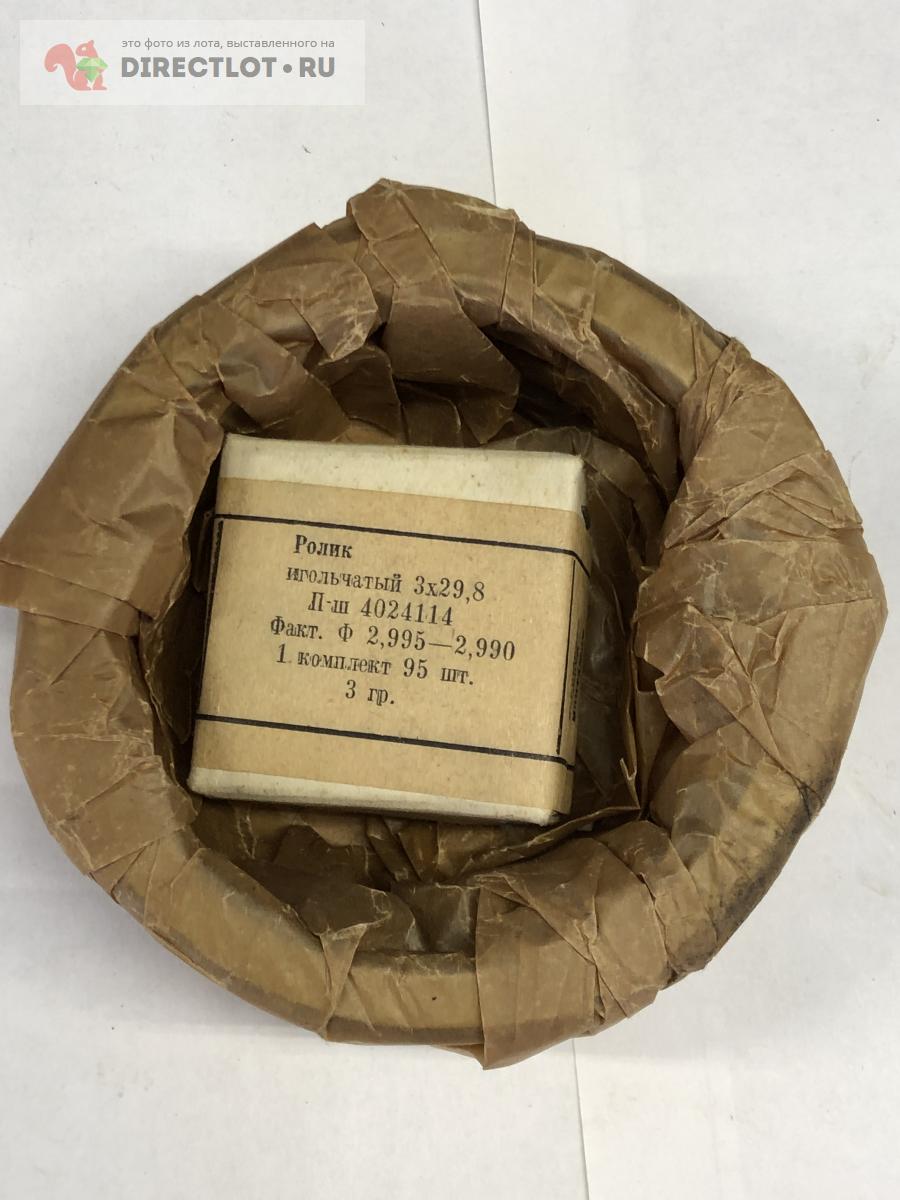 это фото из лота, выставленного на
DIRECTLOT•RU
Ролик
игольчатый 3х29,8
П-ш 4024114
Факт. Ф 2,995—2,990
1 комплект 95 шт.
3 гр.